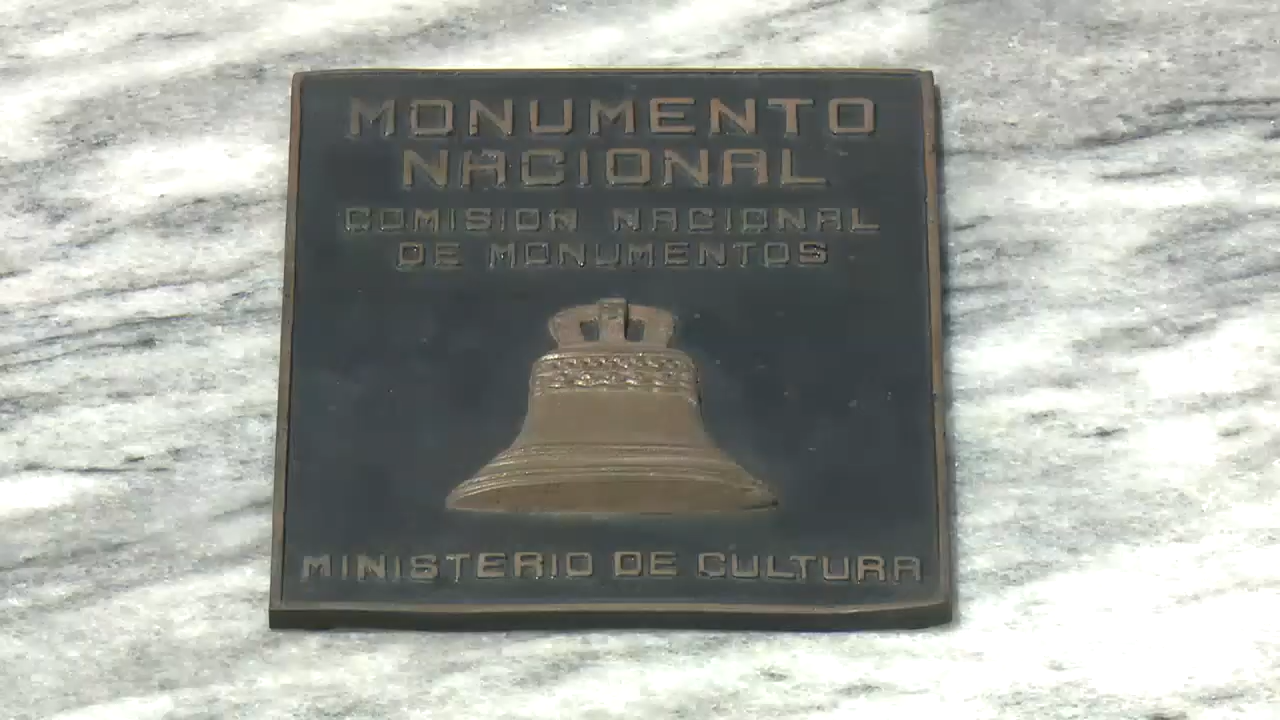 MONUMENTO
NACIONAL
COMISION NACIONAL
DE MONUMENTOS
MINISTERIO DE CULTURA